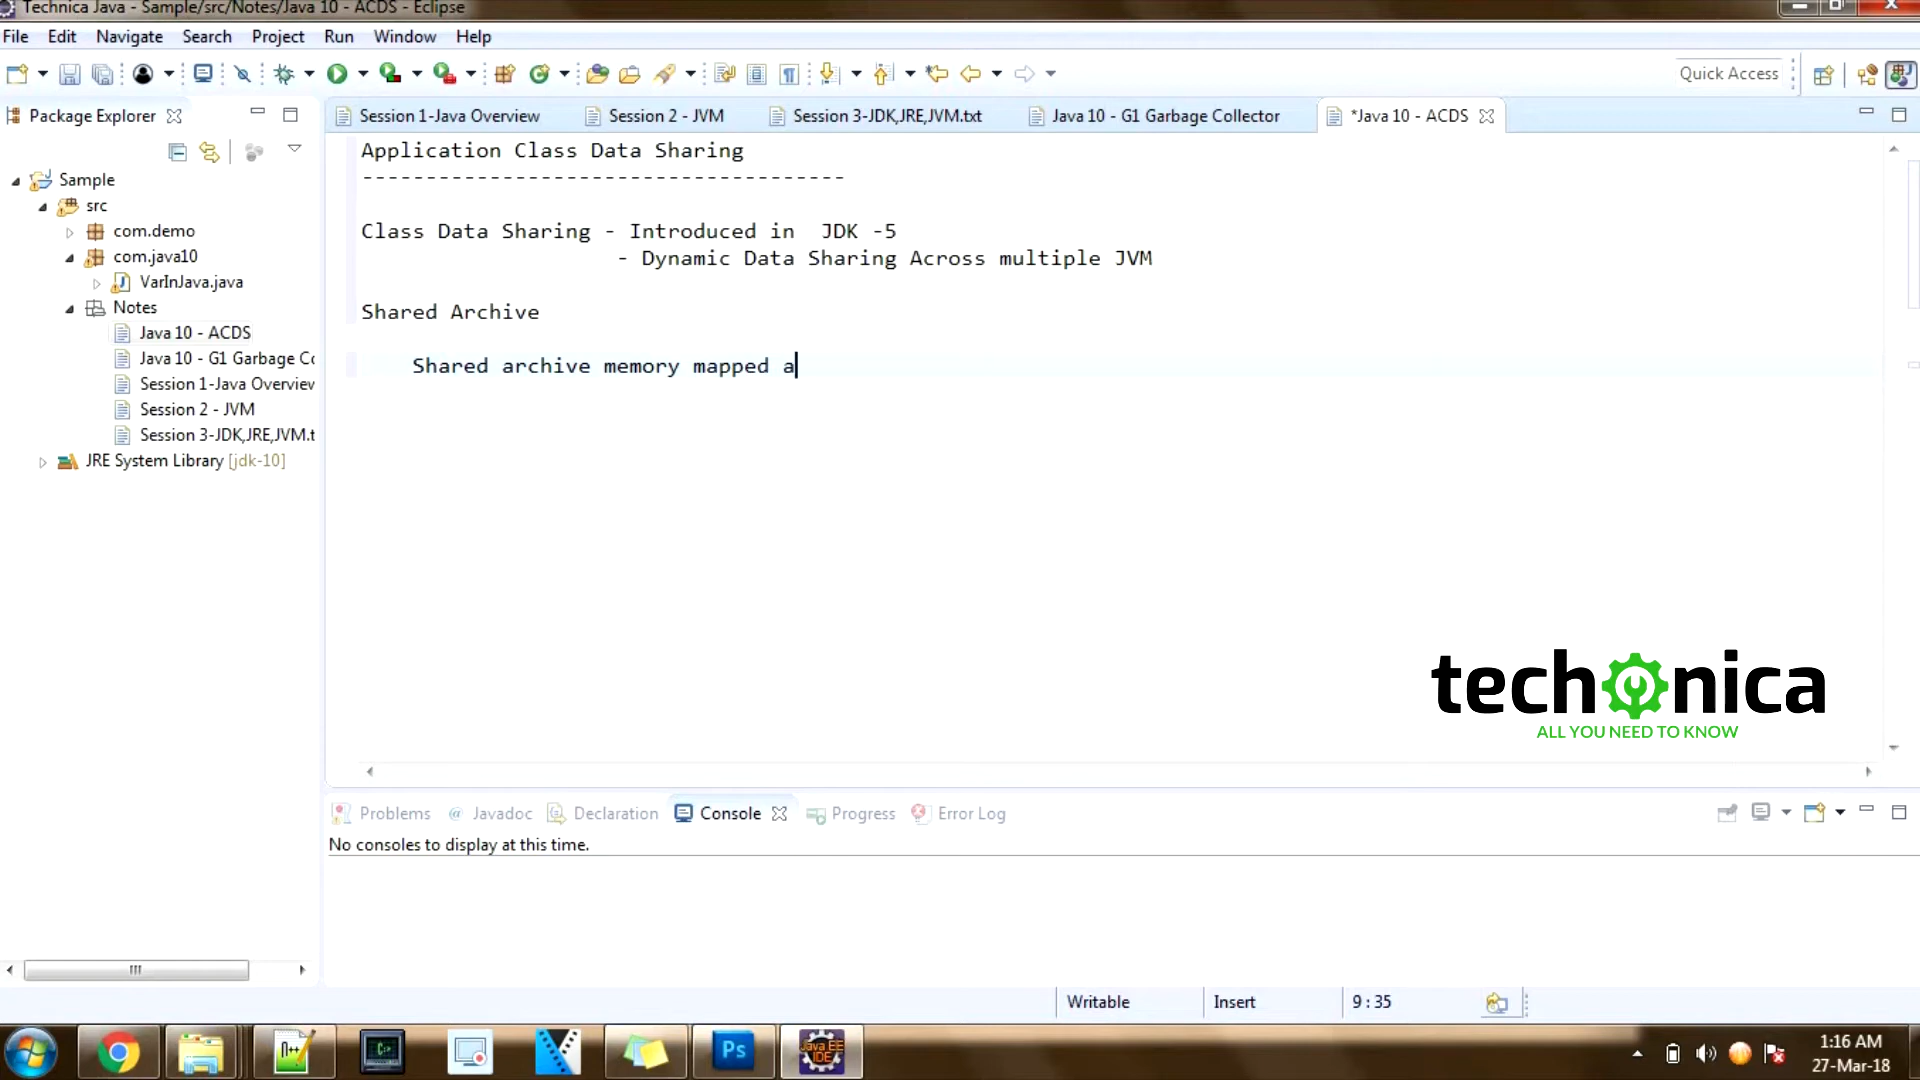 Technica Java - Sample/src/Notes/Java 10 - ACDS - Eclipse
File Edit Navigate Search Project Run Window Help
Quick Access
Package Explorer
Session 1-Java Overview
Session 2 - JVM
Session 3-JDK,JRE,JVM.txt
Java 10 - G1 Garbage Collector
*Java 10 - ACDS
Sample
src
com.demo
com.java10
VarInJava.java
Notes
Java 10 - ACDS
Java 10 - G1 Garbage Cc
Session 1-Java Overview
Session 2 - JVM
Session 3-JDK,JRE,JVM.t
JRE System Library [jdk-10]
Application Class Data Sharing
--------------------------------------
Class Data Sharing - Introduced in  JDK -5
- Dynamic Data Sharing Across multiple JVM
Shared Archive
Shared archive memory mapped a
techonica
ALL YOU NEED TO KNOW
Problems @ Javadoc Declaration Console Progress Error Log
No consoles to display at this time.
Writable Insert 9 : 35
Ps
Java EE
IDE
1:16 AM
27-Mar-18